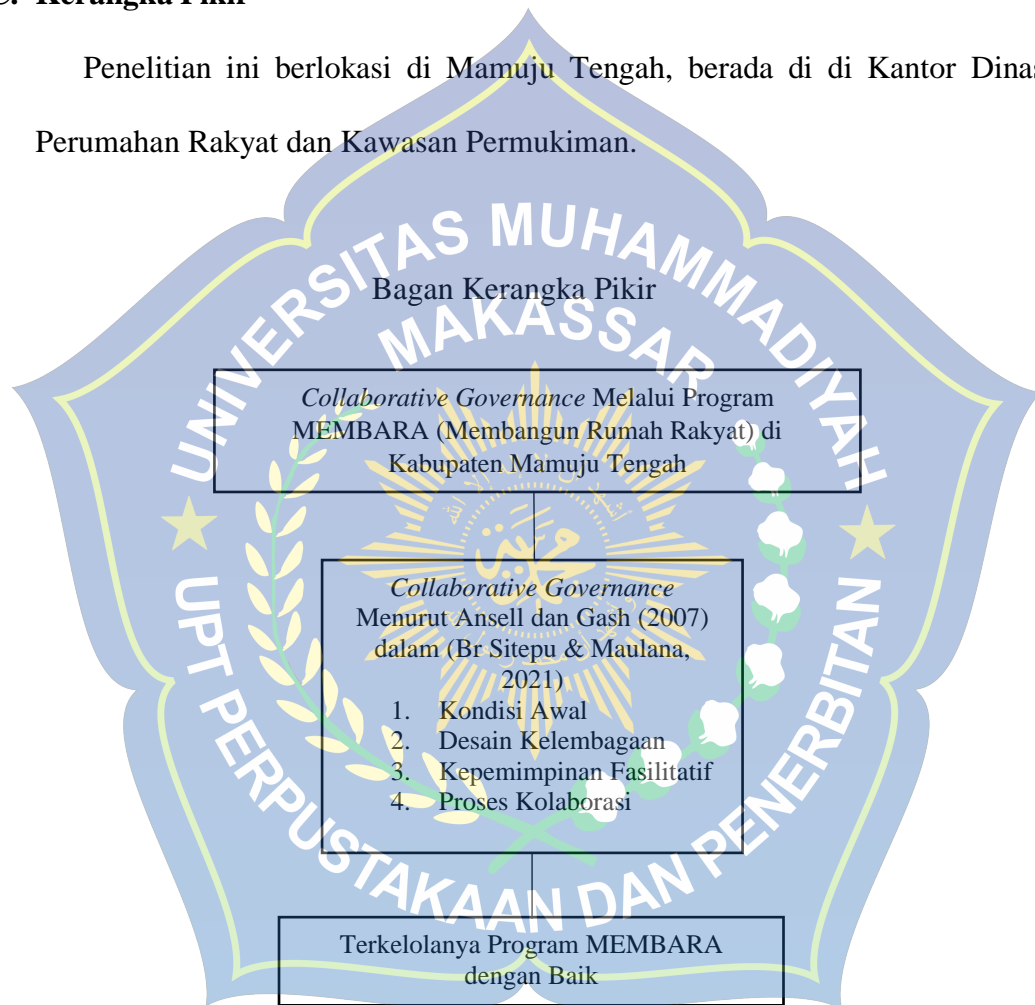 C. Kerangka Pikir
Penelitian ini berlokasi di Mamuju Tengah, berada di di Kantor Dinas
Perumahan Rakyat dan Kawasan Permukiman.
UNIVERSITAS MUHAMMADIYAH
MAKASSAR
Bagan Kerangka Pikir
Collaborative Governance Melalui Program
MEMBARA (Membangun Rumah Rakyat) di
Kabupaten Mamuju Tengah
Collaborative Governance
Menurut Ansell dan Gash (2007)
dalam (Br Sitepu & Maulana,
2021)
1. Kondisi Awal
2. Desain Kelembagaan
3. Kepemimpinan Fasilitatif
4. Proses Kolaborasi
Terkelolanya Program MEMBARA
dengan Baik
UPT PERPUSTAKAAN DAN PENERBITAN